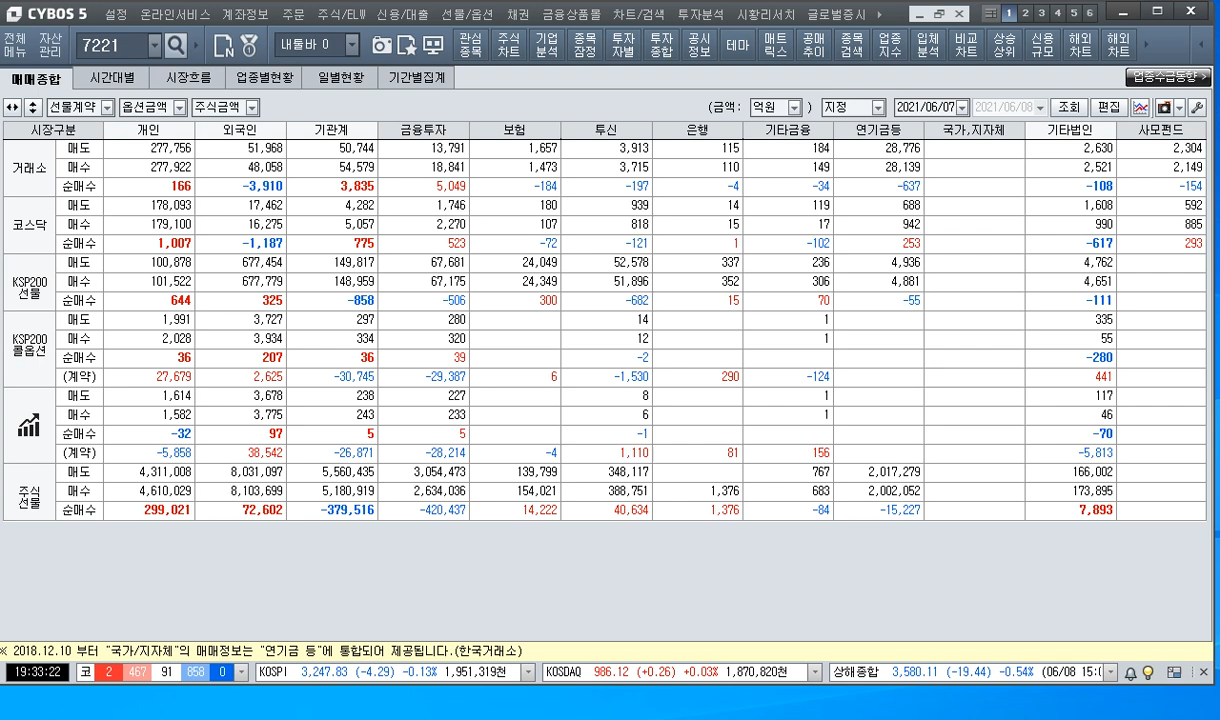 CYBOS 5 설정 온라인서비스 계좌정보 주문 주식/ELW 신용/대출 선물/옵션 채권 금융상품몰 차트/검색 투자분석 시황리서치 글로벌증시 1 2 3 4 5 6
전체메뉴 자산관리 7221 내툴바 0 관심종목 주식차트 기업분석 종목잠정 투자자별 투자종합 공시정보 테마 매트릭스 공매추이 종목검색 업종지수 입체분석 비교차트 상승상위 신용규모 해외차트 해외차트
매매종합 시간대별 시장흐름 업종별현황 일별현황 기간별집계 업종수급동향 >
선물계약 옵션금액 주식금액 (금액: 억원 ) 지정 2021/06/07 2021/06/08 조회 편집
시장구분 개인 외국인 기관계 금융투자 보험 투신 은행 기타금융 연기금등 국가,지자체 기타법인 사모펀드
거래소
매도 277,756 51,968 50,744 13,791 1,657 3,913 115 184 28,776 2,630 2,304
매수 277,922 48,058 54,579 18,841 1,473 3,715 110 149 28,139 2,521 2,149
순매수 166 -3,910 3,835 5,049 -184 -197 -4 -34 -637 -108 -154
코스닥
매도 178,093 17,462 4,282 1,746 180 939 14 119 688 1,608 592
매수 179,100 16,275 5,057 2,270 107 818 15 17 942 990 885
순매수 1,007 -1,187 775 523 -72 -121 1 -102 253 -617 293
KSP200 선물
매도 100,878 677,454 149,817 67,681 24,049 52,578 337 236 4,936 4,762
매수 101,522 677,779 148,959 67,175 24,349 51,896 352 306 4,881 4,651
순매수 644 325 -858 -506 300 -682 15 70 -55 -111
KSP200 콜옵션
매도 1,991 3,727 297 280 14 1 335
매수 2,028 3,934 334 320 12 1 55
순매수 36 207 36 39 -2 -280
(계약) 27,679 2,625 -30,745 -29,387 6 -1,530 290 -124 441
매도 1,614 3,678 238 227 8 1 117
매수 1,582 3,775 243 233 6 1 46
순매수 -32 97 5 5 -1 -70
(계약) -5,858 38,542 -26,871 -28,214 -4 1,110 81 156 -5,813
주식 선물
매도 4,311,008 8,031,097 5,560,435 3,054,473 139,799 348,117 767 2,017,279 166,002
매수 4,610,029 8,103,699 5,180,919 2,634,036 154,021 388,751 1,376 683 2,002,052 173,895
순매수 299,021 72,602 -379,516 -420,437 14,222 40,634 1,376 -84 -15,227 7,893
※ 2018.12.10 부터 "국가/지자체"의 매매정보는 "연기금 등"에 통합되어 제공됩니다.(한국거래소)
19:33:22 코 2 467 91 858 0 KOSPI 3,247.83 (-4.29) -0.13% 1,951,319천 KOSDAQ 986.12 (+0.26) +0.03% 1,870,820천 상해종합 3,580.11 (-19.44) -0.54% (06/08 15:(